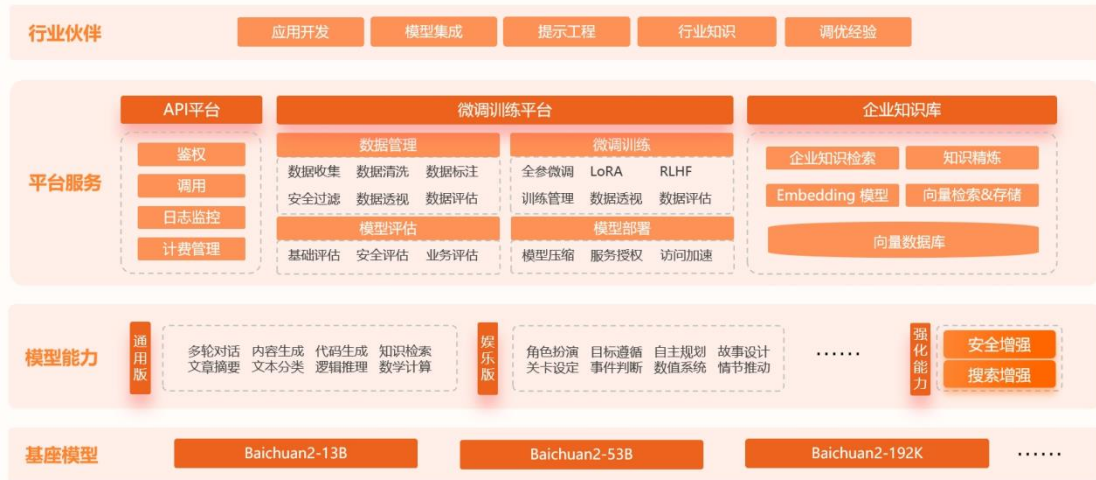 行业伙伴
应用开发 模型集成 提示工程 行业知识 调优经验
平台服务
API平台
鉴权
调用
日志监控
计费管理
微调训练平台
数据管理
数据收集 数据清洗 数据标注
安全过滤 数据透视 数据评估
微调训练
全参微调 LoRA RLHF
训练管理 数据透视 数据评估
模型评估
基础评估 安全评估 业务评估
模型部署
模型压缩 服务授权 访问加速
企业知识库
企业知识检索 知识精炼
Embedding 模型 向量检索&存储
向量数据库
模型能力
通用版
多轮对话 内容生成 代码生成 知识检索
文章摘要 文本分类 逻辑推理 数学计算
娱乐版
角色扮演 目标遵循 自主规划 故事设计
关卡设定 事件判断 数值系统 情节推动
······
强化能力
安全增强
搜索增强
基座模型
Baichuan2-13B Baichuan2-53B Baichuan2-192K ······